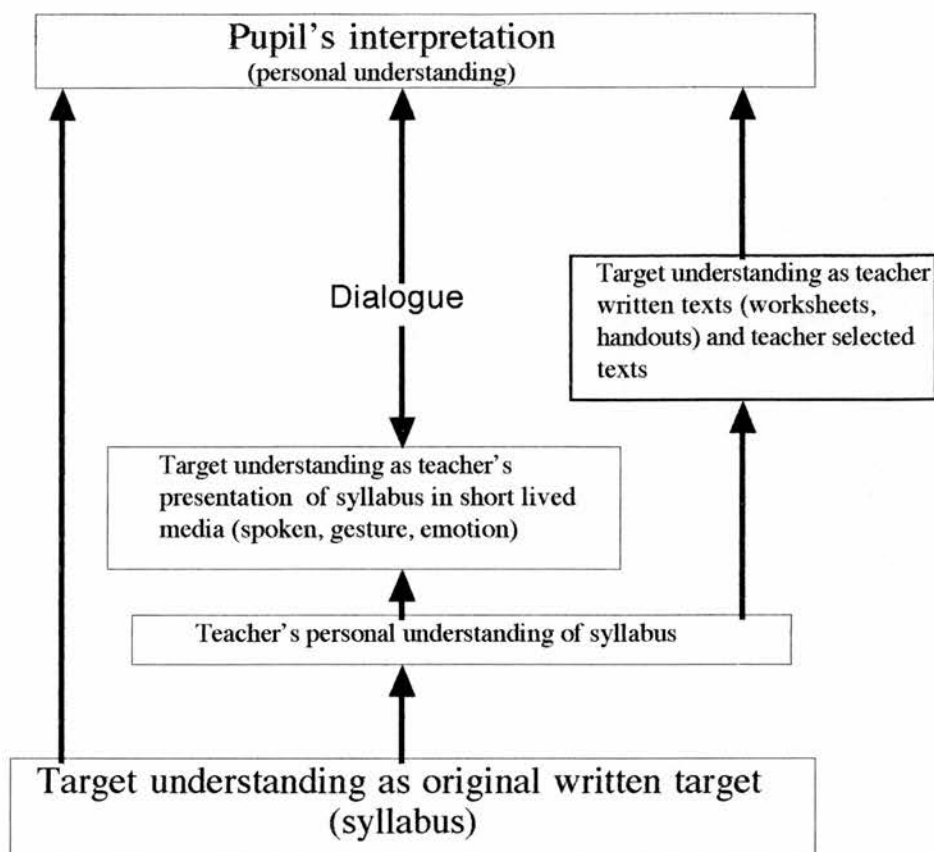 Pupil's interpretation
(personal understanding)
Target understanding as teacher
written texts (worksheets,
handouts) and teacher selected
texts
Dialogue
Target understanding as teacher's
presentation of syllabus in short lived
media (spoken, gesture, emotion)
Teacher's personal understanding of syllabus
Target understanding as original written target
(syllabus)